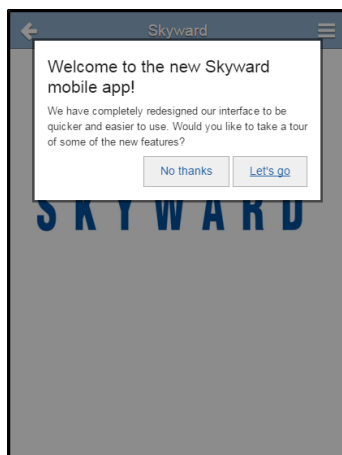 Skyward
Welcome to the new Skyward
mobile app!
We have completely redesigned our interface to be
quicker and easier to use. Would you like to take a tour
of some of the new features?
No thanks Let's go
SKYWARD